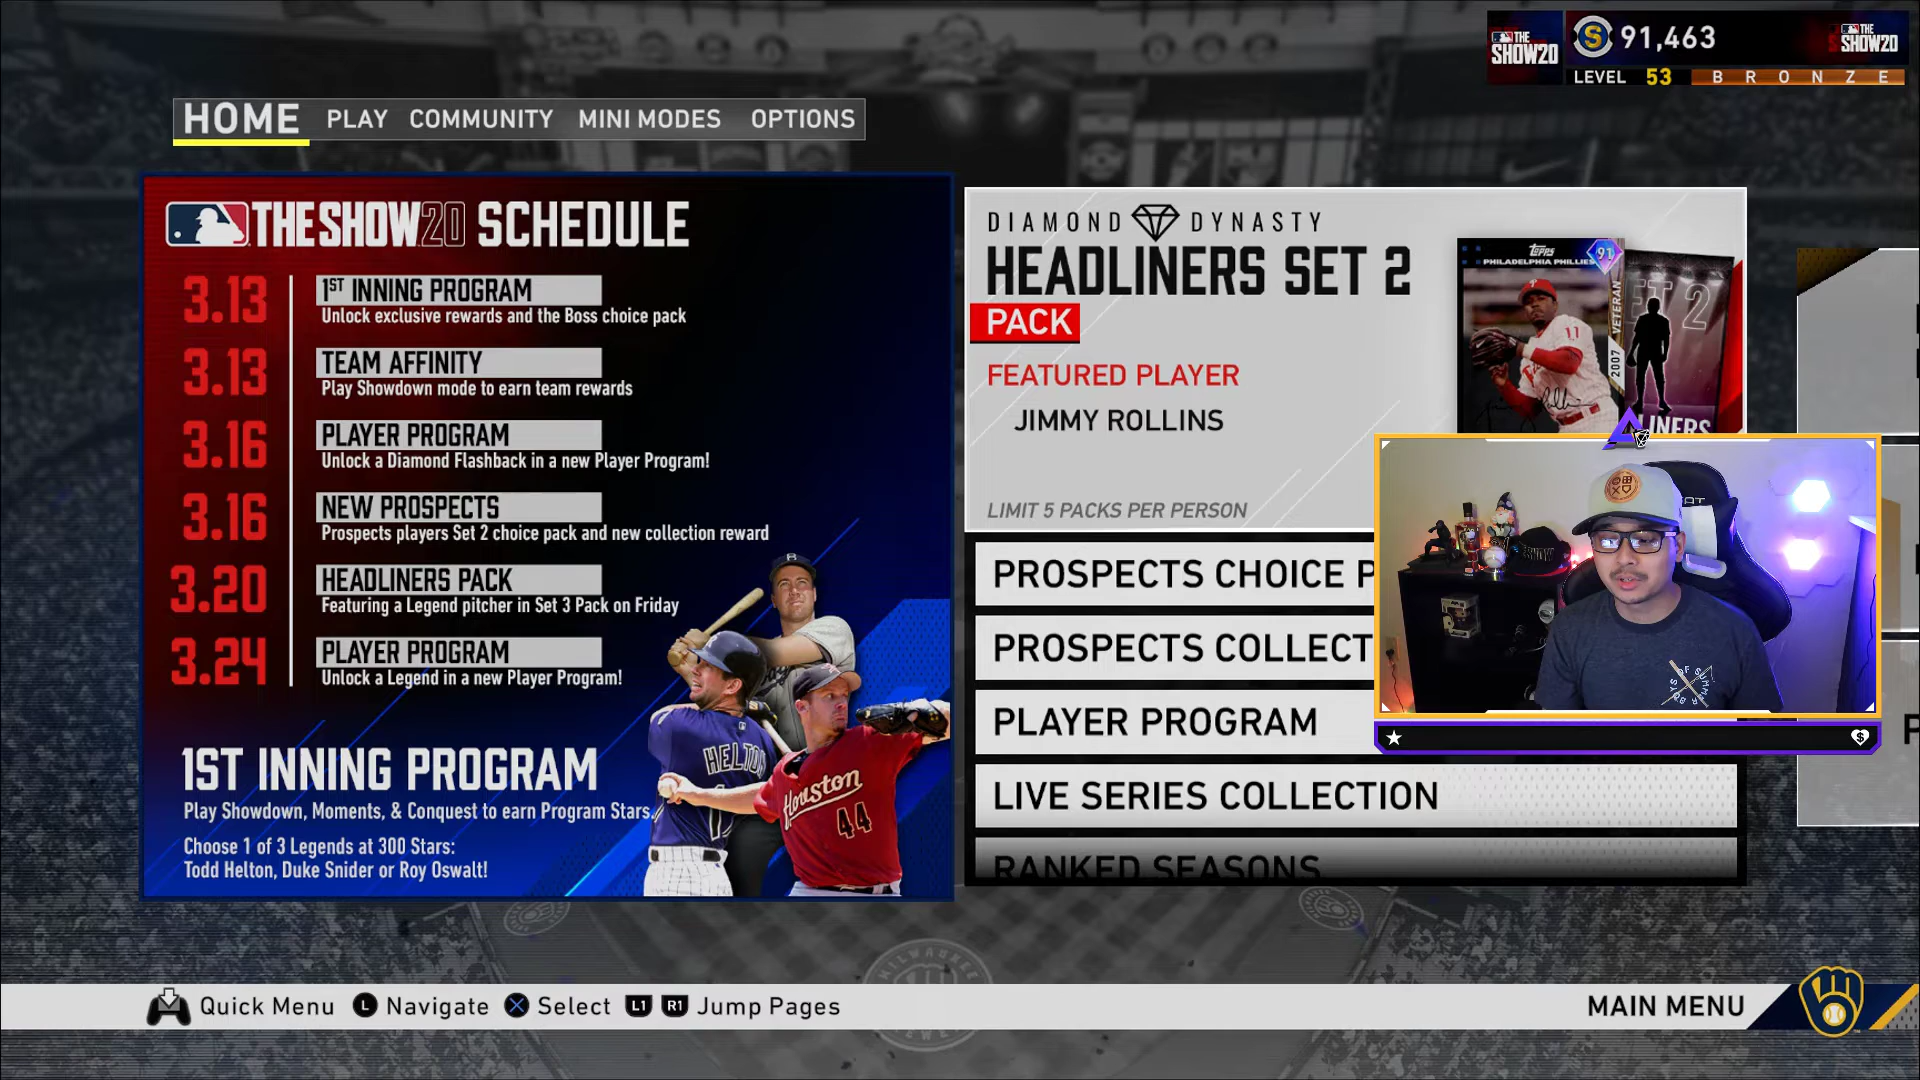 THE SHOW20
91,463
THE SHOW20
LEVEL 53
BRONZE
HOME
PLAY
COMMUNITY
MINI MODES
OPTIONS
THE SHOW20 SCHEDULE
3.13
1ST INNING PROGRAM
Unlock exclusive rewards and the Boss choice pack
3.13
TEAM AFFINITY
Play Showdown mode to earn team rewards
3.16
PLAYER PROGRAM
Unlock a Diamond Flashback in a new Player Program!
3.16
NEW PROSPECTS
Prospects players Set 2 choice pack and new collection reward
3.20
HEADLINERS PACK
Featuring a Legend pitcher in Set 3 Pack on Friday
3.24
PLAYER PROGRAM
Unlock a Legend in a new Player Program!
HELTON
Houston
44
1ST INNING PROGRAM
Play Showdown, Moments, & Conquest to earn Program Stars.
Choose 1 of 3 Legends at 300 Stars:
Todd Helton, Duke Snider or Roy Oswalt!
DIAMOND DYNASTY
HEADLINERS SET 2
PACK
FEATURED PLAYER
JIMMY ROLLINS
LIMIT 5 PACKS PER PERSON
topps
PHILADELPHIA PHILLIES
91
VETERAN
2007
11
SET 2
LINERS
PROSPECTS CHOICE P
PROSPECTS COLLECT
PLAYER PROGRAM
LIVE SERIES COLLECTION
RANKED SEASONS
Quick Menu
L Navigate
Select
L1 R1 Jump Pages
MAIN MENU